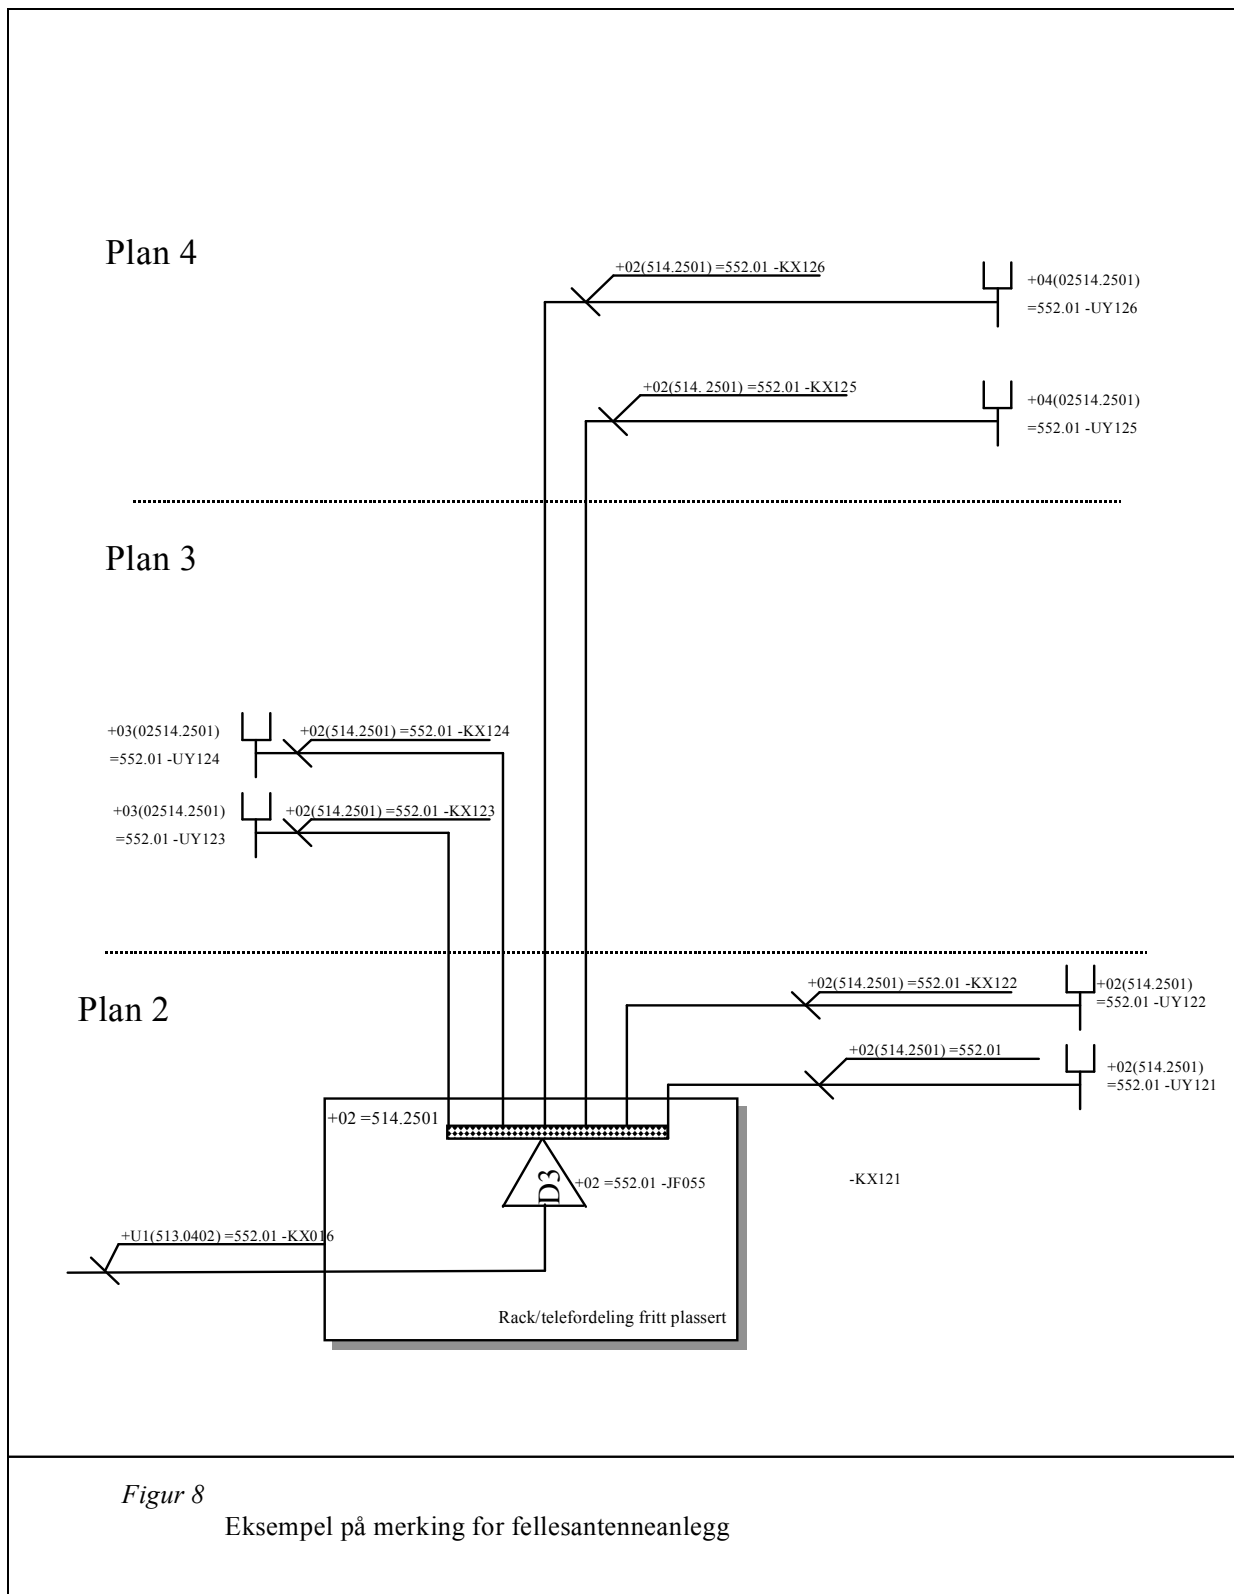 Plan 4
+02(514.2501) =552.01 -KX126
+04(02514.2501)
=552.01 -UY126
+02(514. 2501) =552.01 -KX125
+04(02514.2501)
=552.01 -UY125
Plan 3
+03(02514.2501)
=552.01 -UY124
+02(514.2501) =552.01 -KX124
+03(02514.2501)
=552.01 -UY123
+02(514.2501) =552.01 -KX123
Plan 2
+02(514.2501) =552.01 -KX122
+02(514.2501)
=552.01 -UY122
+02(514.2501) =552.01
+02(514.2501)
=552.01 -UY121
+02 =514.2501
D3
+02 =552.01 -JF055
-KX121
+U1(513.0402) =552.01 -KX016
Rack/telefordeling fritt plassert
Figur 8
Eksempel på merking for fellesantenneanlegg